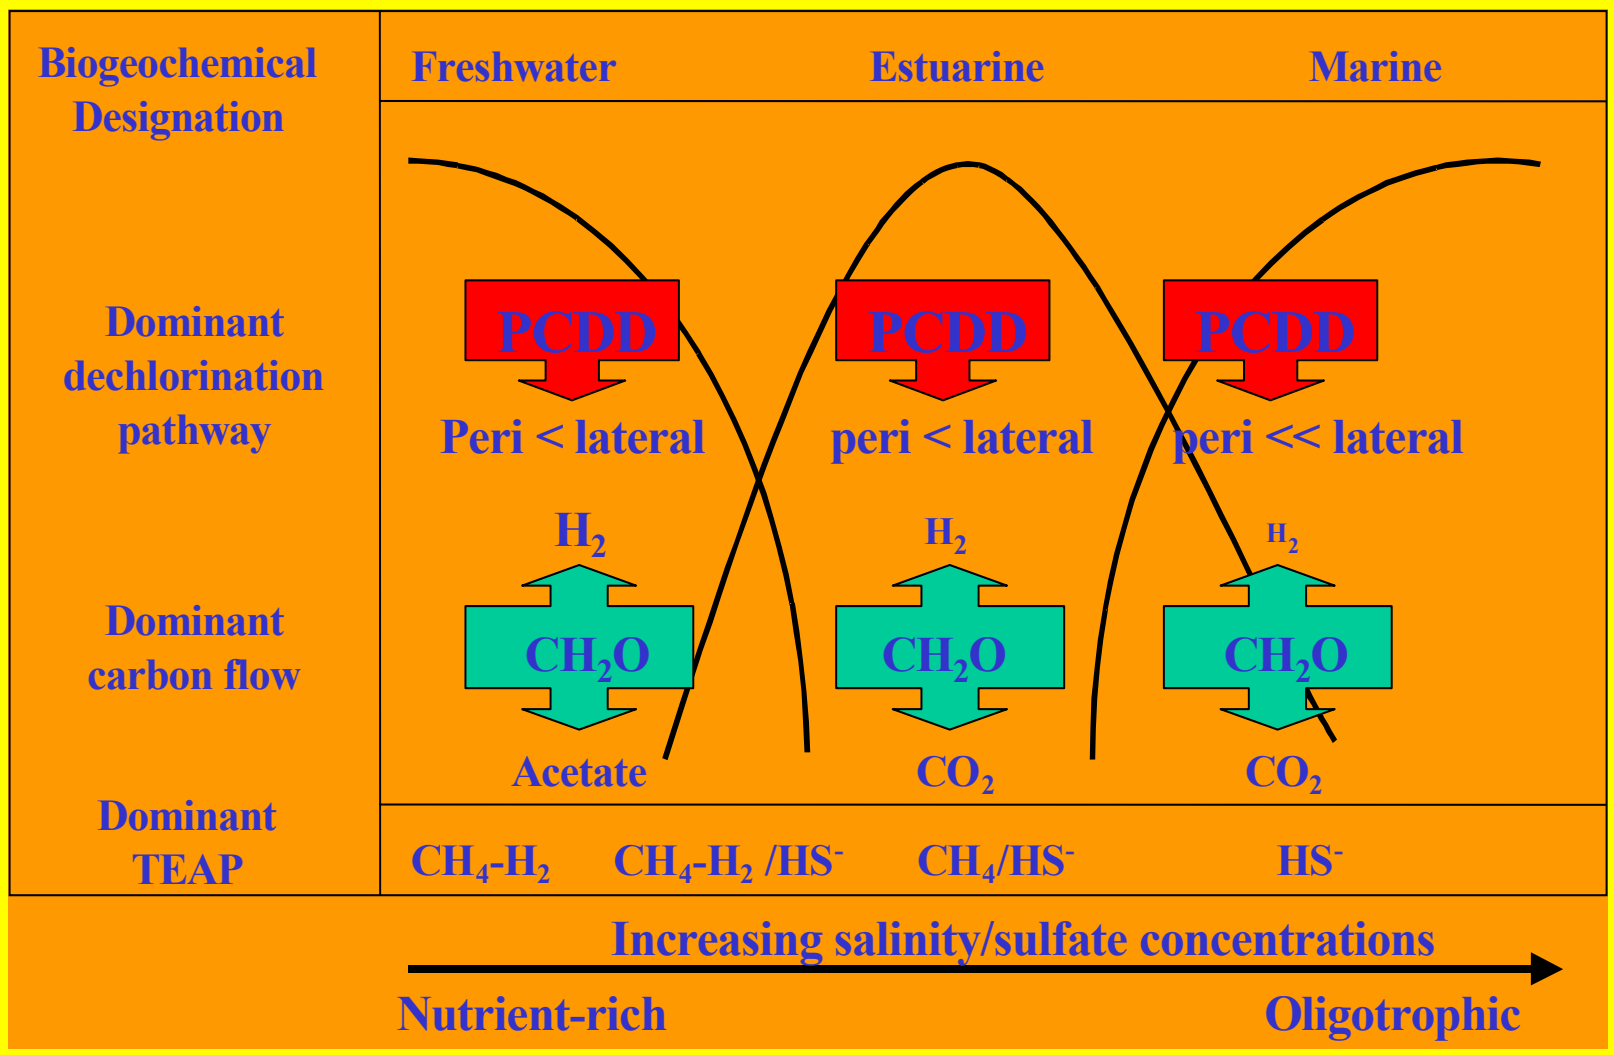 Biogeochemical
Designation
Freshwater Estuarine Marine
Dominant
dechlorination
pathway
PCDD PCDD PCDD
Peri < lateral peri < lateral peri << lateral
Dominant
carbon flow
H₂ H₂ H₂
CH₂O CH₂O CH₂O
Acetate CO₂ CO₂
Dominant
TEAP
CH₄-H₂ CH₄-H₂ /HS⁻ CH₄/HS⁻ HS⁻
Increasing salinity/sulfate concentrations
Nutrient-rich Oligotrophic